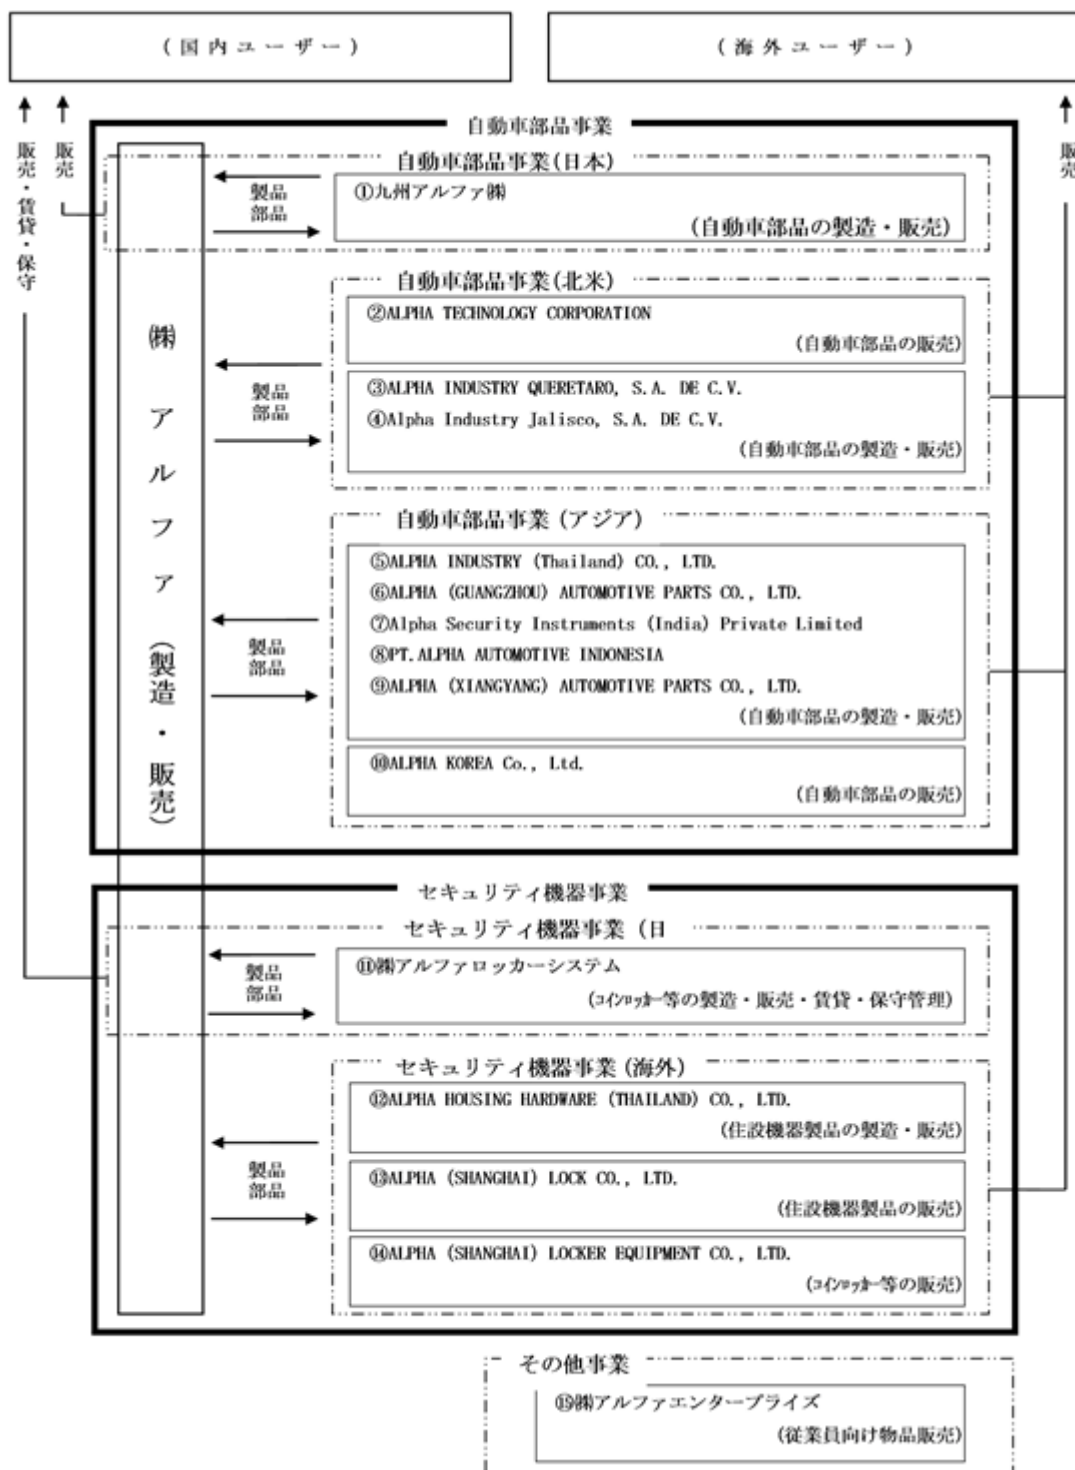 (国内ユーザー)
(海外ユーザー)
販売・賃貸・保守
販売
販売
自動車部品事業
㈱アルファ(製造・販売)
自動車部品事業(日本)
製品
部品
①九州アルファ㈱
(自動車部品の製造・販売)
自動車部品事業(北米)
②ALPHA TECHNOLOGY CORPORATION
(自動車部品の販売)
製品
部品
③ALPHA INDUSTRY QUERETARO, S.A. DE C.V.
④Alpha Industry Jalisco, S.A. DE C.V.
(自動車部品の製造・販売)
自動車部品事業(アジア)
⑤ALPHA INDUSTRY (Thailand) CO., LTD.
⑥ALPHA (GUANGZHOU) AUTOMOTIVE PARTS CO., LTD.
⑦Alpha Security Instruments (India) Private Limited
製品
部品
⑧PT.ALPHA AUTOMOTIVE INDONESIA
⑨ALPHA (XIANGYANG) AUTOMOTIVE PARTS CO., LTD.
(自動車部品の製造・販売)
⑩ALPHA KOREA Co., Ltd.
(自動車部品の販売)
セキュリティ機器事業
セキュリティ機器事業(日
製品
部品
⑪㈱アルファロッカーシステム
(ｺｲﾝﾛｯｶｰ等の製造・販売・賃貸・保守管理)
セキュリティ機器事業(海外)
⑫ALPHA HOUSING HARDWARE (THAILAND) CO., LTD.
(住設機器製品の製造・販売)
製品
部品
⑬ALPHA (SHANGHAI) LOCK CO., LTD.
(住設機器製品の販売)
⑭ALPHA (SHANGHAI) LOCKER EQUIPMENT CO., LTD.
(ｺｲﾝﾛｯｶｰ等の販売)
その他事業
⑮㈱アルファエンタープライズ
(従業員向け物品販売)